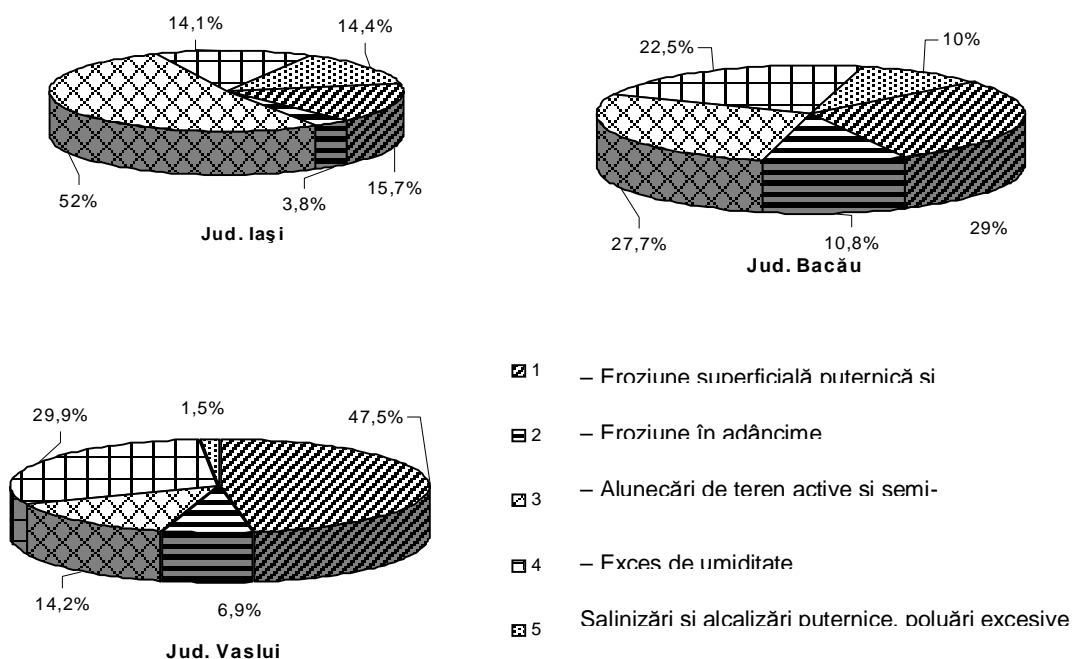 14,1%
14,4%
52%
3,8%
15,7%
Jud. Iaşi
22,5%
10%
27,7%
10,8%
29%
Jud. Bacău
29,9%
1,5%
47,5%
14,2%
6,9%
Jud. Vaslui
1 – Eroziune superficială puternică si
2 – Eroziune în adâncime
3 – Alunecări de teren active si semi-
4 – Exces de umiditate
5 Salinizări si alcalizări puternice, poluări excesive